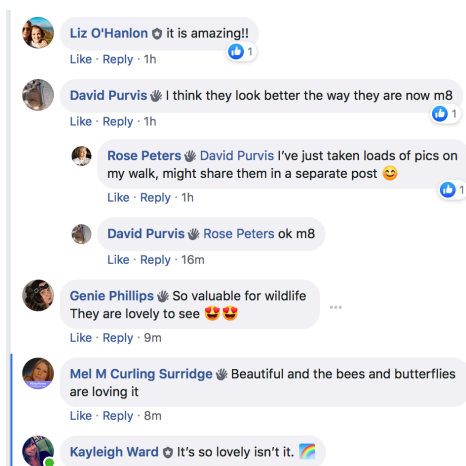 Liz O'Hanlon it is amazing!!
1
Like · Reply · 1h
David Purvis I think they look better the way they are now m8
1
Like · Reply · 1h
Rose Peters David Purvis I've just taken loads of pics on
my walk, might share them in a separate post
1
Like · Reply · 1h
David Purvis Rose Peters ok m8
Like · Reply · 16m
Genie Phillips So valuable for wildlife
They are lovely to see
Like · Reply · 9m
Mel M Curling Surridge Beautiful and the bees and butterflies
are loving it
Like · Reply · 8m
Kayleigh Ward It's so lovely isn't it.